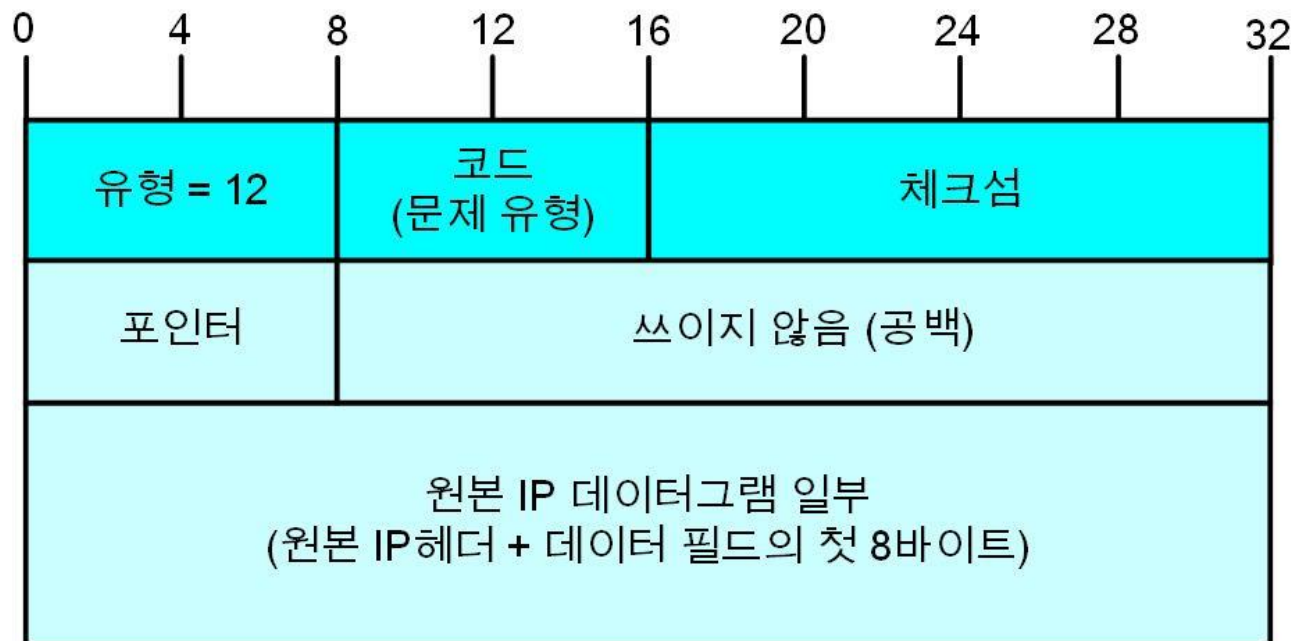 0 4 8 12 16 20 24 28 32
유형 = 12
코드
(문제 유형)
체크섬
포인터
쓰이지 않음 (공백)
원본 IP 데이터그램 일부
(원본 IP헤더 + 데이터 필드의 첫 8바이트)